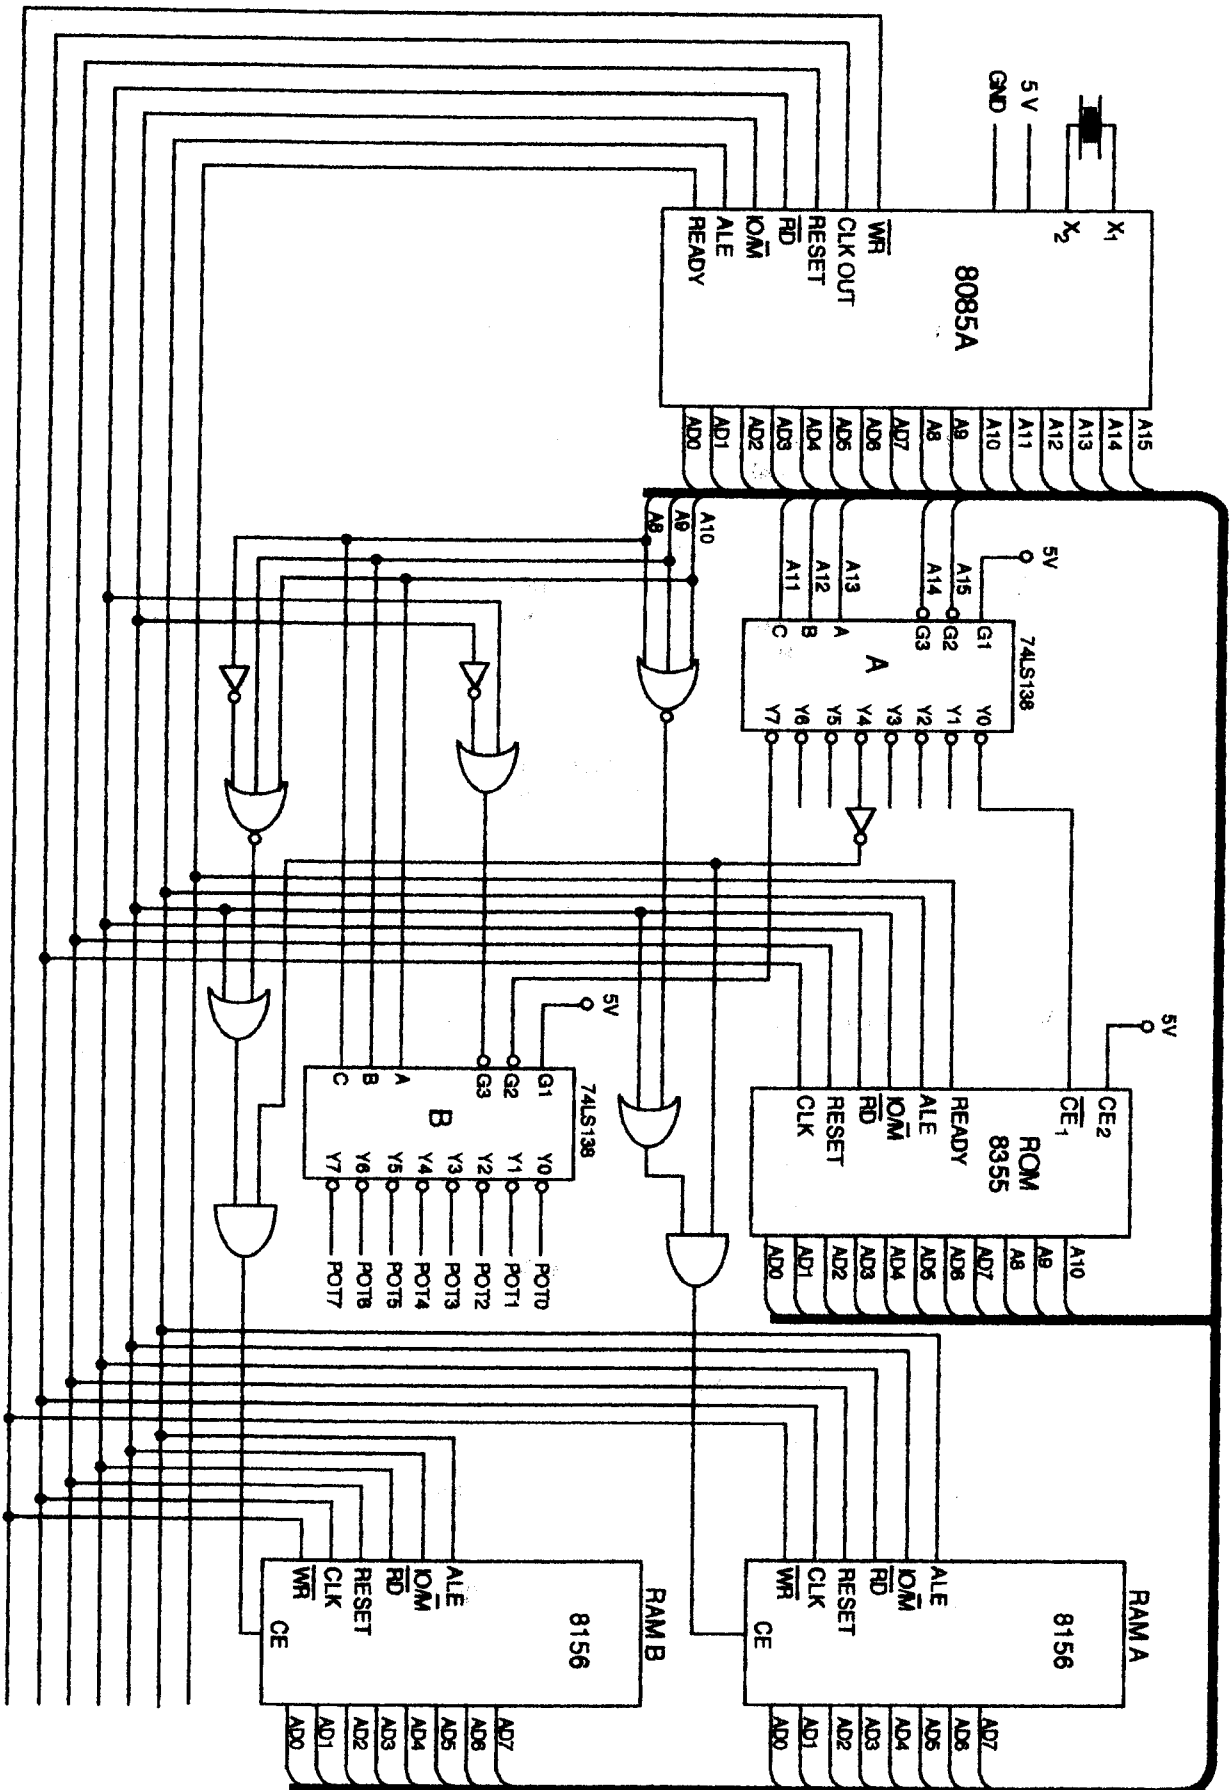 X1
X2
5 V
GND
8085A
WR
CLK OUT
RESET
RD
IO/M
ALE
READY
A15
A14
A13
A12
A11
A10
A9
A8
AD7
AD6
AD5
AD4
AD3
AD2
AD1
AD0
A10
A9
A8
5V
A15
A14
A13
A12
A11
74LS138
G1
G2
G3
A
B
C
A
Y0
Y1
Y2
Y3
Y4
Y5
Y6
Y7
5V
CE2
CE1
ROM
8355
READY
ALE
IO/M
RD
RESET
CLK
A10
A9
A8
AD7
AD6
AD5
AD4
AD3
AD2
AD1
AD0
5V
74LS138
G1
G2
G3
A
B
C
B
Y0
Y1
Y2
Y3
Y4
Y5
Y6
Y7
POT0
POT1
POT2
POT3
POT4
POT5
POT6
POT7
RAM A
8156
ALE
IO/M
RD
RESET
CLK
WR
CE
AD7
AD6
AD5
AD4
AD3
AD2
AD1
AD0
RAM B
8156
ALE
IO/M
RD
RESET
CLK
WR
CE
AD7
AD6
AD5
AD4
AD3
AD2
AD1
AD0